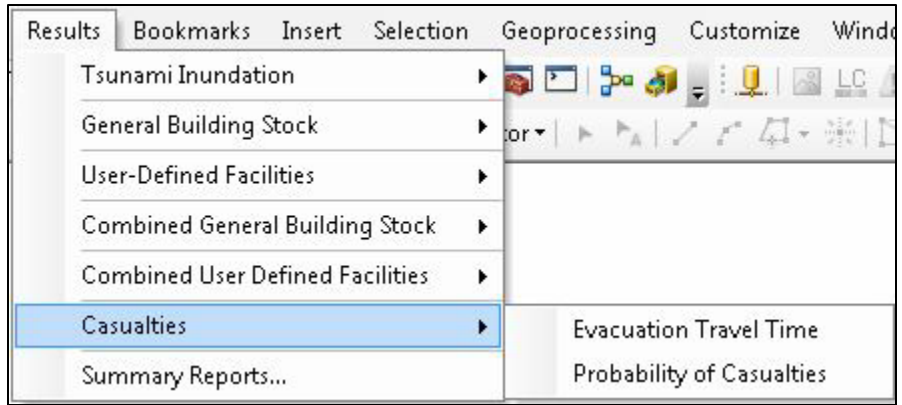 Results Bookmarks Insert Selection Geoprocessing Customize
Tsunami Inundation
General Building Stock
LC
User-Defined Facilities
Combined General Building Stock
Combined User Defined Facilities
Casualties
Evacuation Travel Time
Summary Reports...
Probability of Casualties